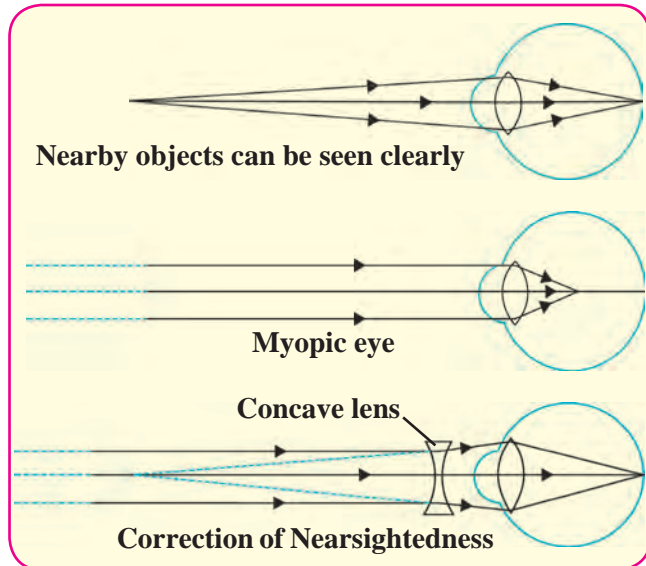 Nearby objects can be seen clearly
Myopic eye
Concave lens
Correction of Nearsightedness